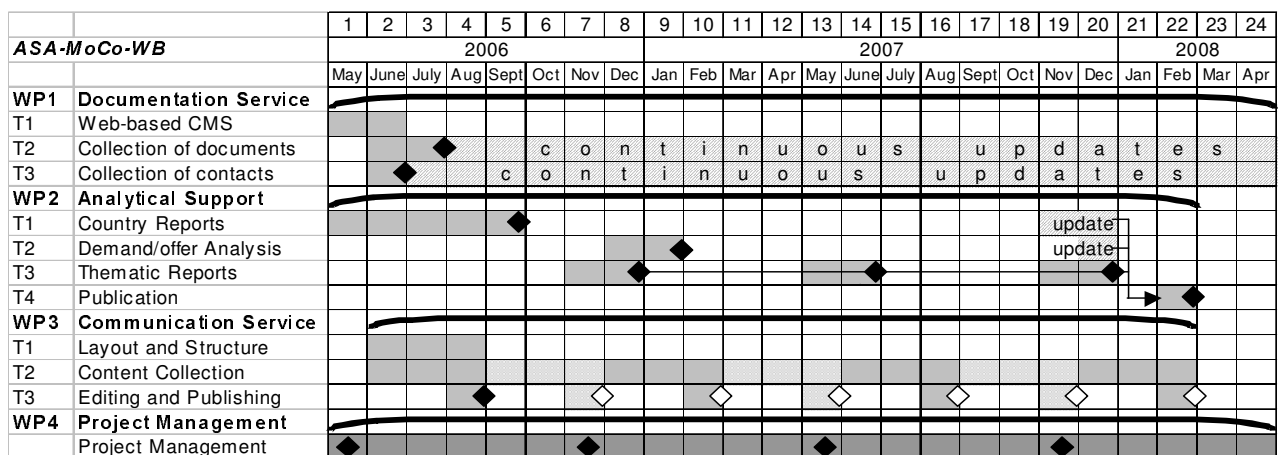 1 2 3 4 5 6 7 8 9 10 11 12 13 14 15 16 17 18 19 20 21 22 23 24
ASA-MoCo-WB 2006 2007 2008
May June July Aug Sept Oct Nov Dec Jan Feb Mar Apr May June July Aug Sept Oct Nov Dec Jan Feb Mar Apr
WP1 Documentation Service
T1 Web-based CMS
T2 Collection of documents c o n t i n u o u s u p d a t e s
T3 Collection of contacts c o n t i n u o u s u p d a t e s
WP2 Analytical Support
T1 Country Reports update
T2 Demand/offer Analysis update
T3 Thematic Reports
T4 Publication
WP3 Communication Service
T1 Layout and Structure
T2 Content Collection
T3 Editing and Publishing
WP4 Project Management
Project Management